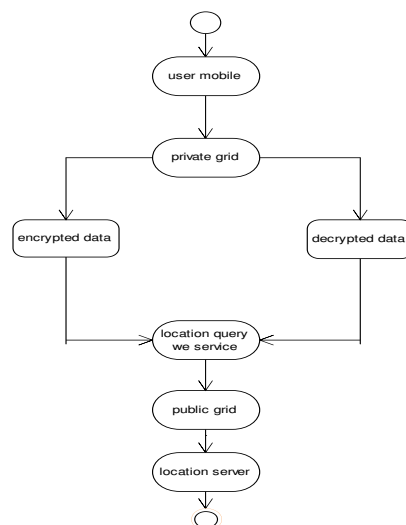 user mobile
private grid
encrypted data
decrypted data
location query
we service
public grid
location server